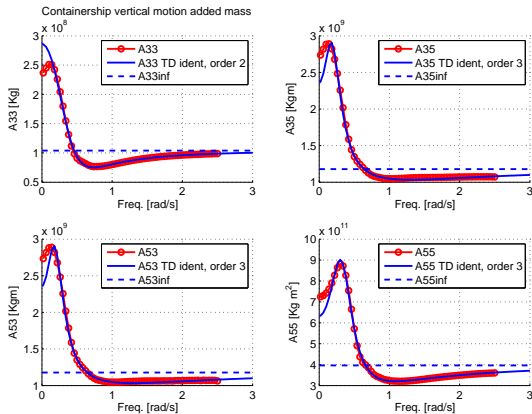 Containership vertical motion added mass
x 10^8
3
2.5
2
1.5
1
0.5
A33 [Kg]
0 1 2 3
Freq. [rad/s]
A33
A33 TD ident, order 2
A33inf
x 10^9
3
2.5
2
1.5
1
A35 [Kgm]
0 1 2 3
Freq. [rad/s]
A35
A35 TD ident, order 3
A35inf
x 10^9
3
2.5
2
1.5
1
A53 [Kgm]
0 1 2 3
Freq. [rad/s]
A53
A53 TD ident, order 3
A53inf
x 10^11
10
9
8
7
6
5
4
3
A55 [Kg m²]
0 1 2 3
Freq. [rad/s]
A55
A55 TD ident, order 3
A55inf